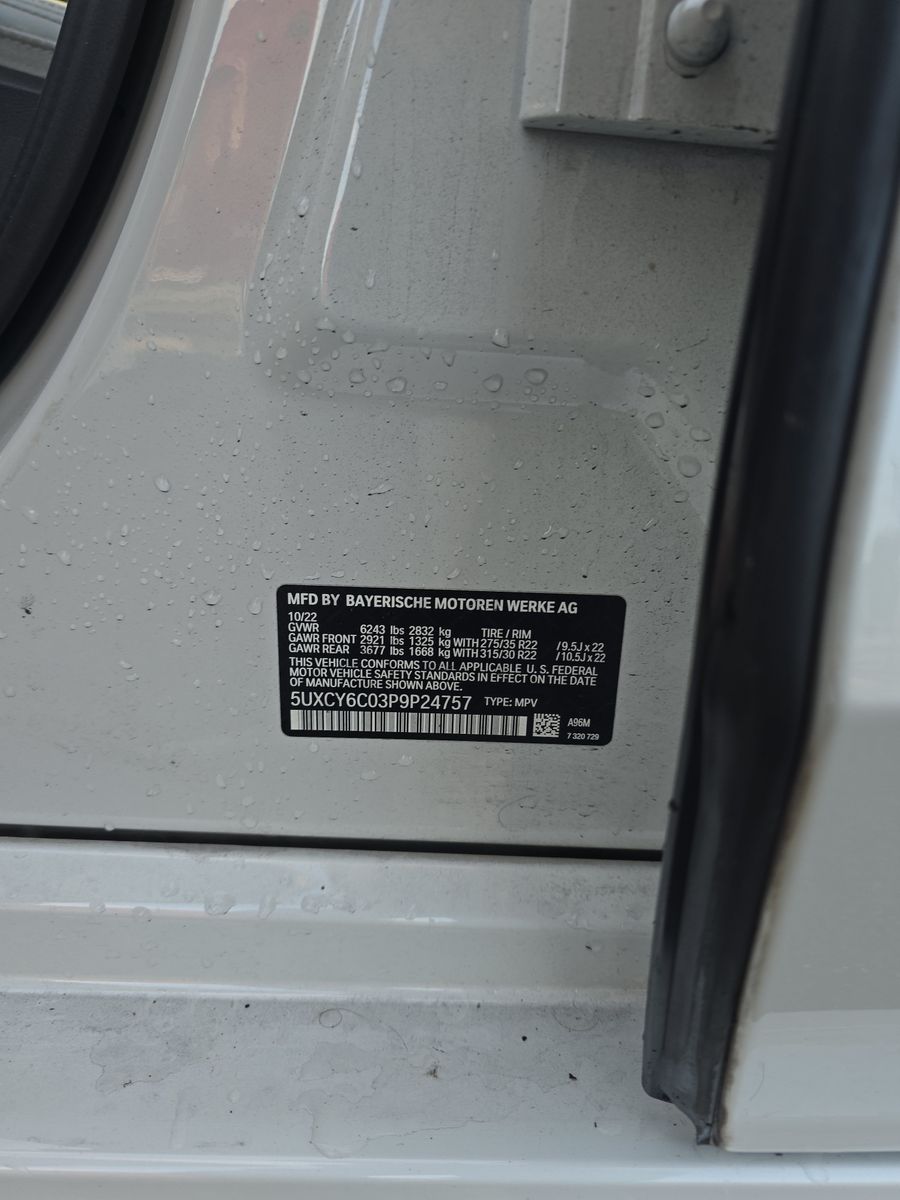 MFD BY BAYERISCHE MOTOREN WERKE AG
10/22
GVWR 6243 lbs 2832 kg TIRE / RIM
GAWR FRONT 2921 lbs 1325 kg WITH 275/35 R22 /9.5J x 22
GAWR REAR 3677 lbs 1668 kg WITH 315/30 R22 /10.5J x 22
THIS VEHICLE CONFORMS TO ALL APPLICABLE U. S. FEDERAL
MOTOR VEHICLE SAFETY STANDARDS IN EFFECT ON THE DATE
OF MANUFACTURE SHOWN ABOVE.
5UXCY6C03P9P24757 TYPE: MPV
A96M
7 320 729